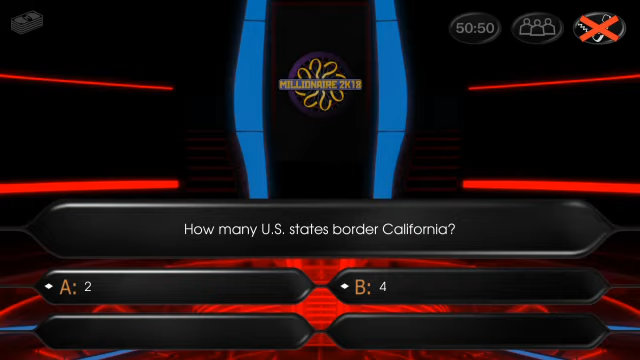 50:50
MILLIONAIRE 2K18
How many U.S. states border California?
A: 2
B: 4